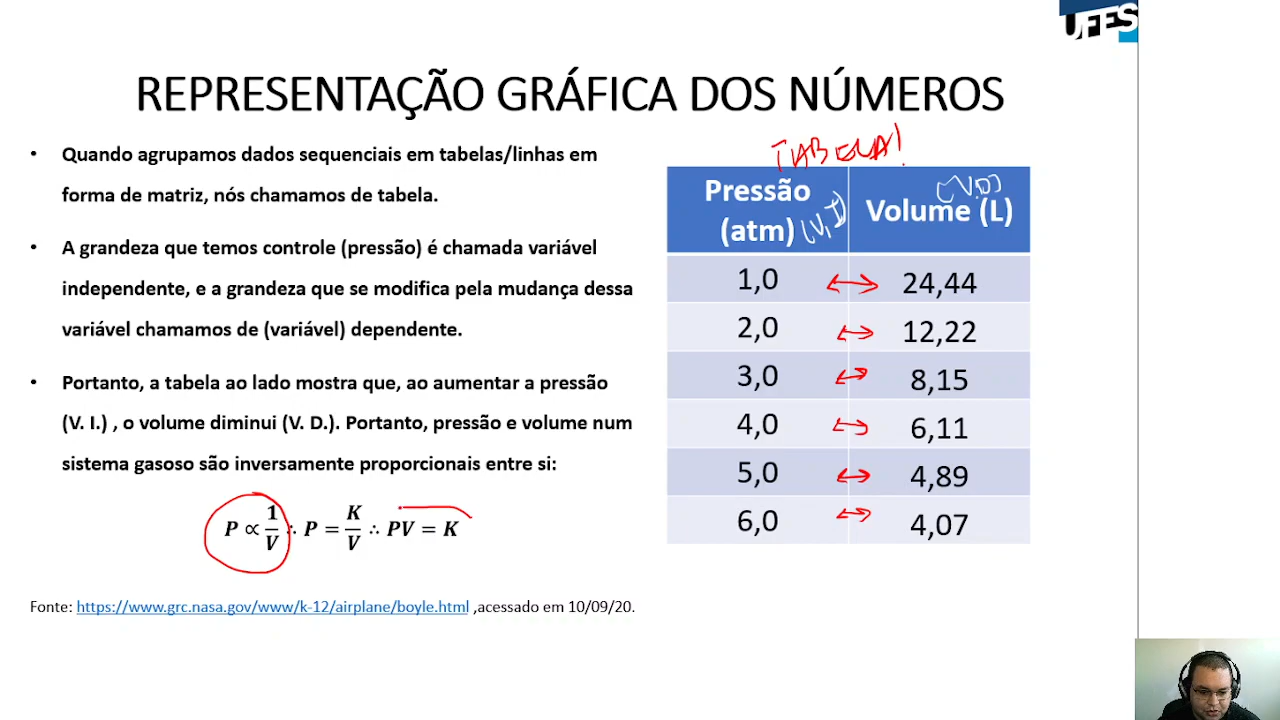 UFES
REPRESENTAÇÃO GRÁFICA DOS NÚMEROS
• Quando agrupamos dados sequenciais em tabelas/linhas em
forma de matriz, nós chamamos de tabela.
• A grandeza que temos controle (pressão) é chamada variável
independente, e a grandeza que se modifica pela mudança dessa
variável chamamos de (variável) dependente.
• Portanto, a tabela ao lado mostra que, ao aumentar a pressão
(V. I.) , o volume diminui (V. D.). Portanto, pressão e volume num
sistema gasoso são inversamente proporcionais entre si:
P ∝ 1/V ∴ P = K/V ∴ PV = K
Fonte: https://www.grc.nasa.gov/www/k-12/airplane/boyle.html ,acessado em 10/09/20.
TABELA!
Pressão (atm) (V.I) Volume (L) (V.D)
1,0 ↔ 24,44
2,0 ↔ 12,22
3,0 ↔ 8,15
4,0 ↔ 6,11
5,0 ↔ 4,89
6,0 ↔ 4,07